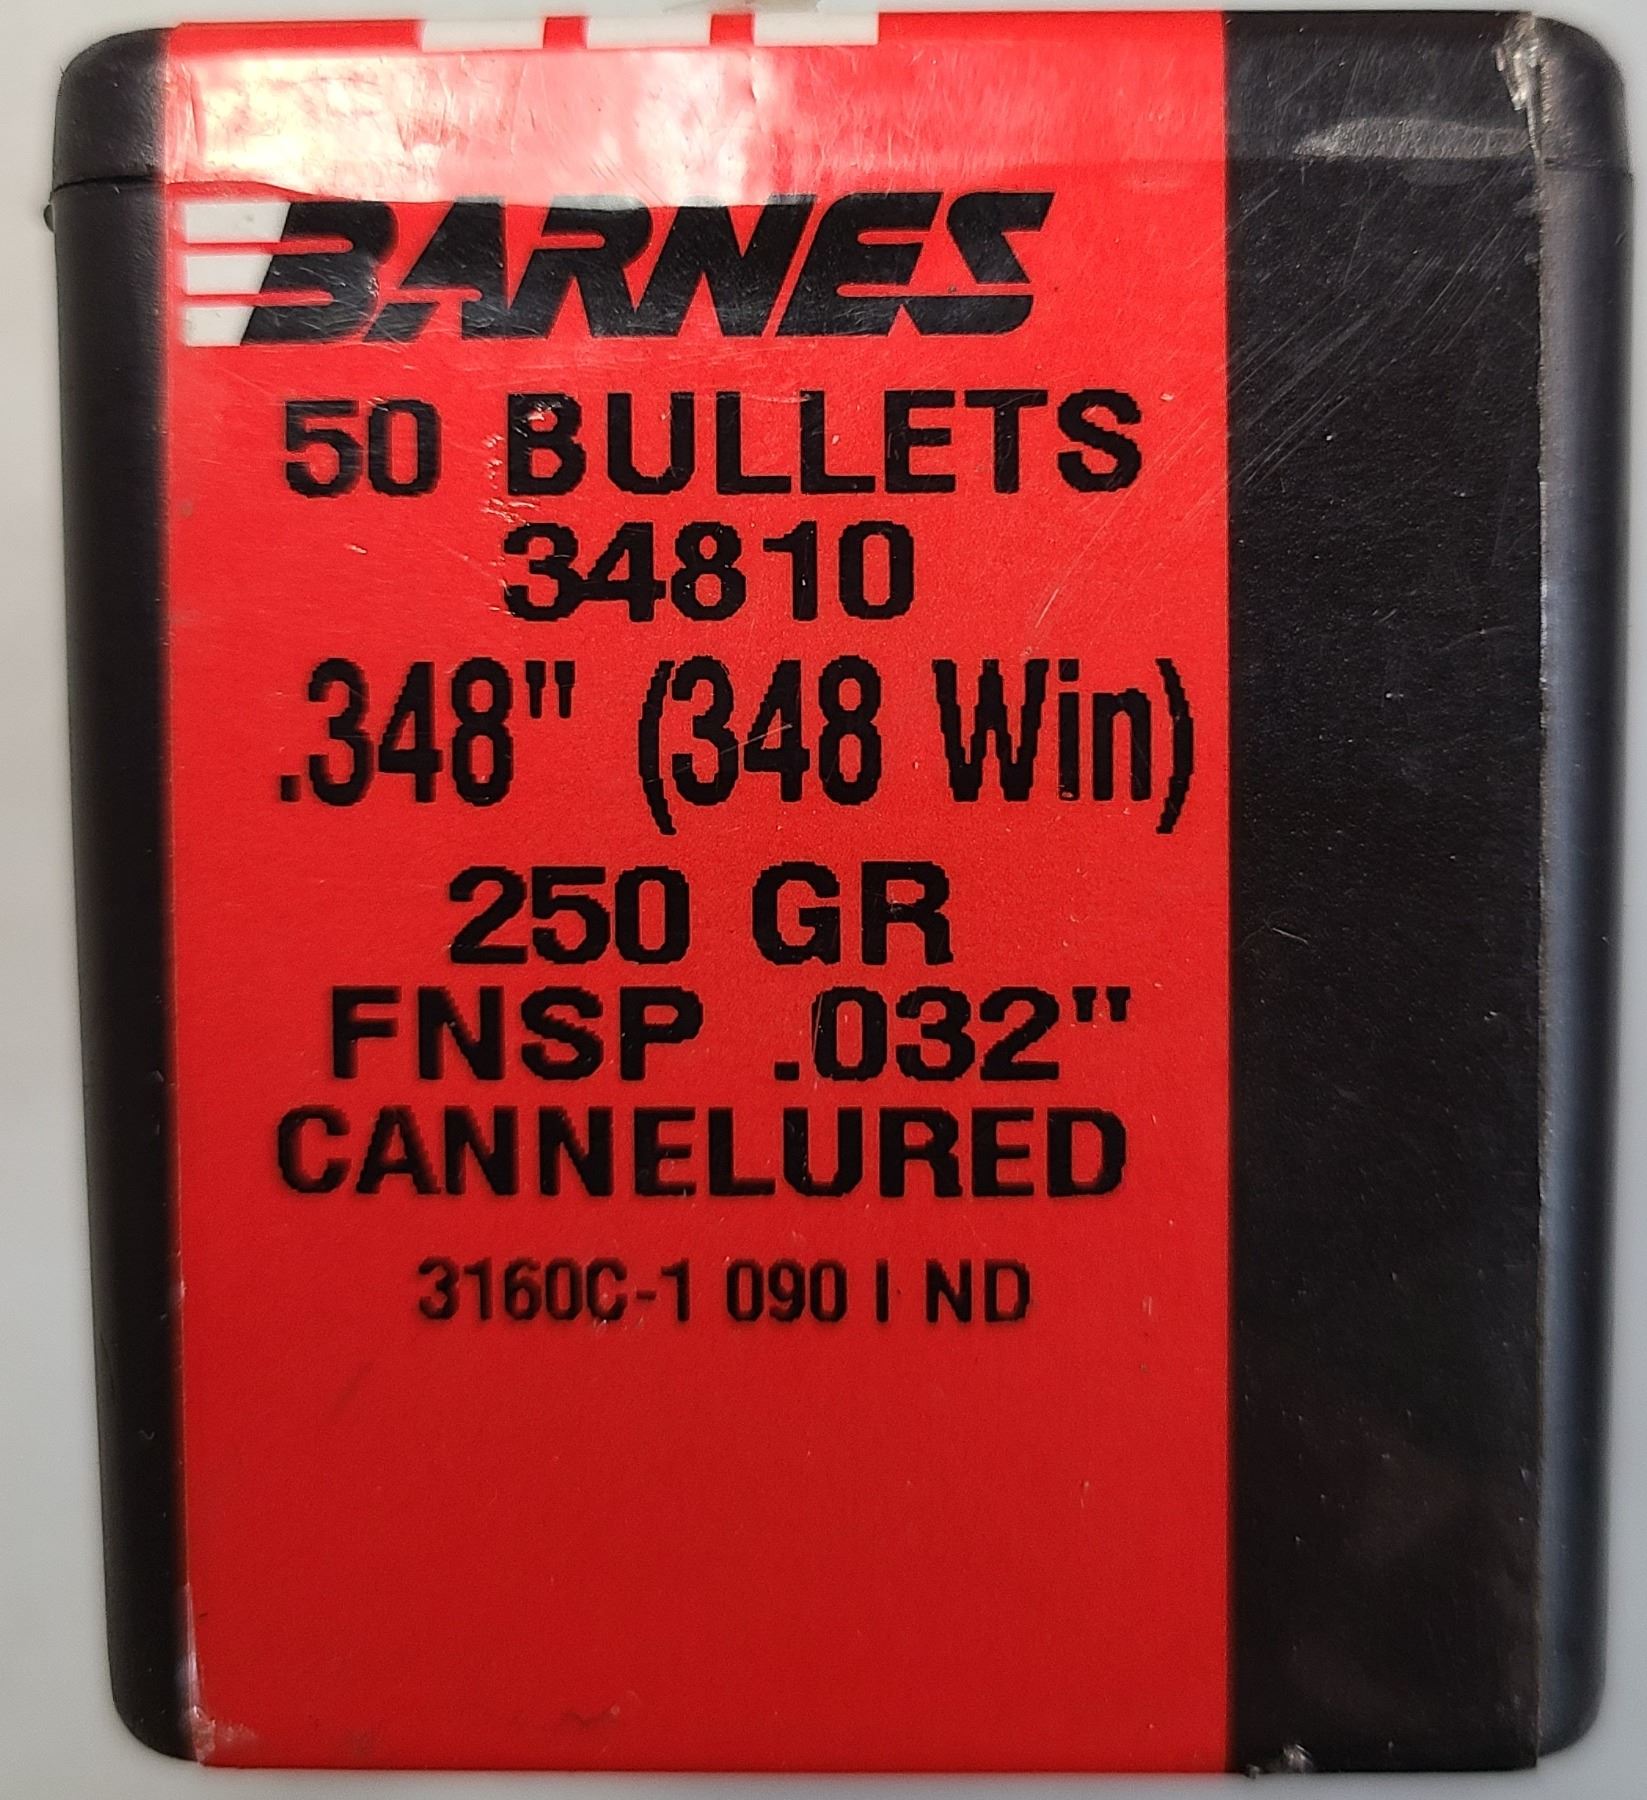 BARNES
50 BULLETS
34810
.348" (348 Win)
250 GR
FNSP .032"
CANNELURED
3160C-1 090 I ND